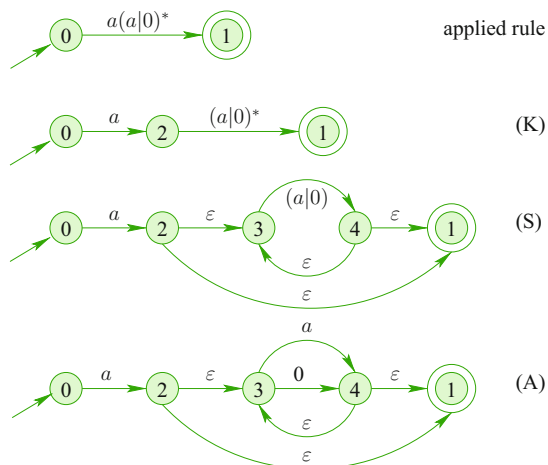 a(a|0)* applied rule
0 1
a (a|0)* (K)
0 2 1
(a|0) (S)
a ε ε
0 2 3 4 1
ε
ε
a
a ε 0 ε (A)
0 2 3 4 1
ε
ε